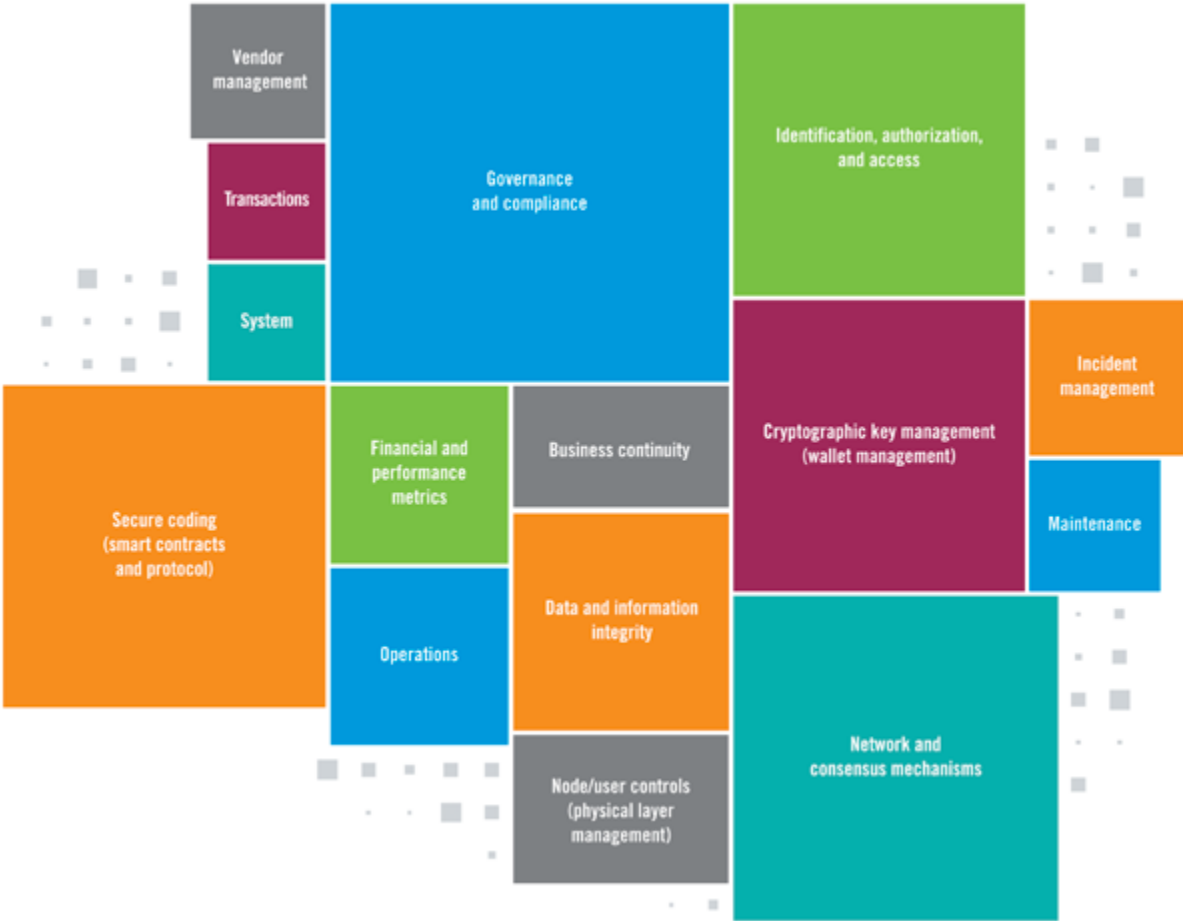 Vendor
management
Governance
and compliance
Identification, authorization,
and access
Transactions
System
Incident
management
Cryptographic key management
(wallet management)
Financial and
performance
metrics
Business continuity
Secure coding
(smart contracts
and protocol)
Maintenance
Data and information
integrity
Operations
Network and
consensus mechanisms
Node/user controls
(physical layer
management)